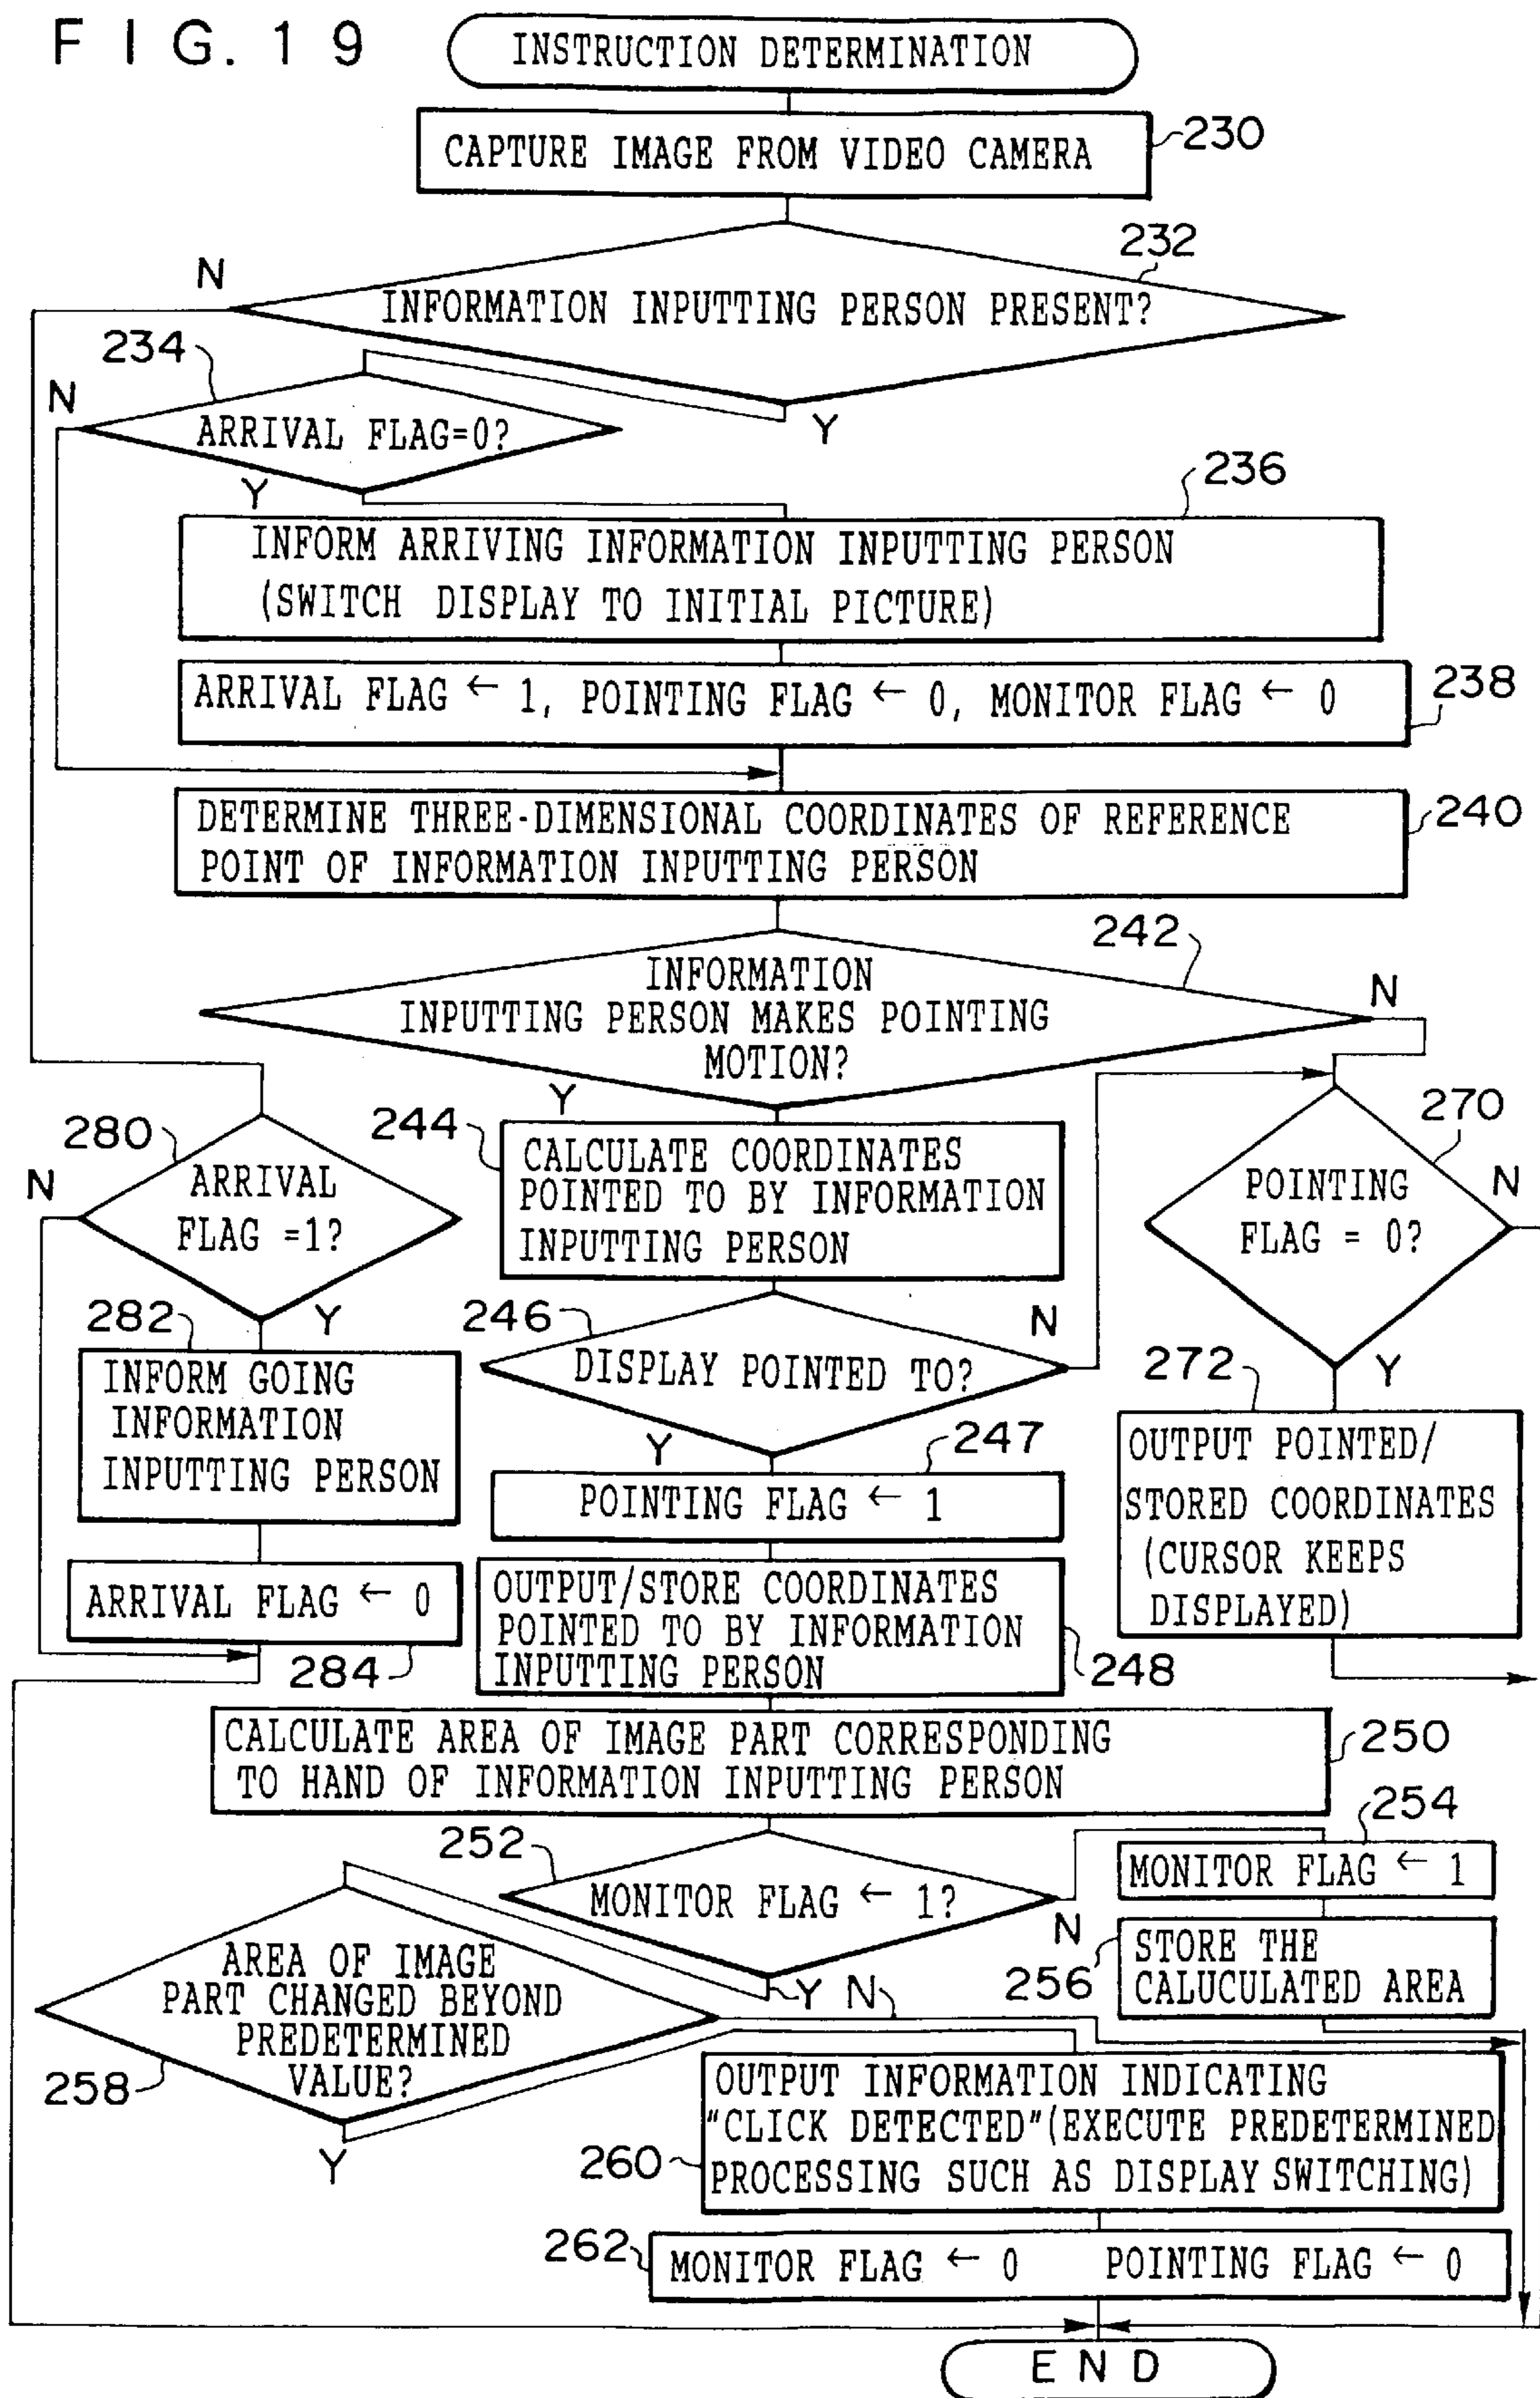 FIG. 19
INSTRUCTION DETERMINATION
CAPTURE IMAGE FROM VIDEO CAMERA
230
232
N
INFORMATION INPUTTING PERSON PRESENT?
Y
234
N
ARRIVAL FLAG=0?
Y
236
INFORM ARRIVING INFORMATION INPUTTING PERSON
(SWITCH DISPLAY TO INITIAL PICTURE)
ARRIVAL FLAG ← 1, POINTING FLAG ← 0, MONITOR FLAG ← 0
238
DETERMINE THREE-DIMENSIONAL COORDINATES OF REFERENCE
POINT OF INFORMATION INPUTTING PERSON
240
242
INFORMATION
INPUTTING PERSON MAKES POINTING
MOTION?
N
Y
280
N
ARRIVAL
FLAG =1?
Y
282
INFORM GOING
INFORMATION
INPUTTING PERSON
ARRIVAL FLAG ← 0
284
244
CALCULATE COORDINATES
POINTED TO BY INFORMATION
INPUTTING PERSON
246
DISPLAY POINTED TO?
N
Y
247
POINTING FLAG ← 1
OUTPUT/STORE COORDINATES
POINTED TO BY INFORMATION
INPUTTING PERSON
248
270
POINTING
FLAG = 0?
N
Y
272
OUTPUT POINTED/
STORED COORDINATES
(CURSOR KEEPS
DISPLAYED)
CALCULATE AREA OF IMAGE PART CORRESPONDING
TO HAND OF INFORMATION INPUTTING PERSON
250
252
MONITOR FLAG ← 1?
N
Y
254
MONITOR FLAG ← 1
256
STORE THE
CALUCULATED AREA
AREA OF IMAGE
PART CHANGED BEYOND
PREDETERMINED
VALUE?
258
N
Y
OUTPUT INFORMATION INDICATING
"CLICK DETECTED"(EXECUTE PREDETERMINED
PROCESSING SUCH AS DISPLAY SWITCHING)
260
262
MONITOR FLAG ← 0 POINTING FLAG ← 0
END